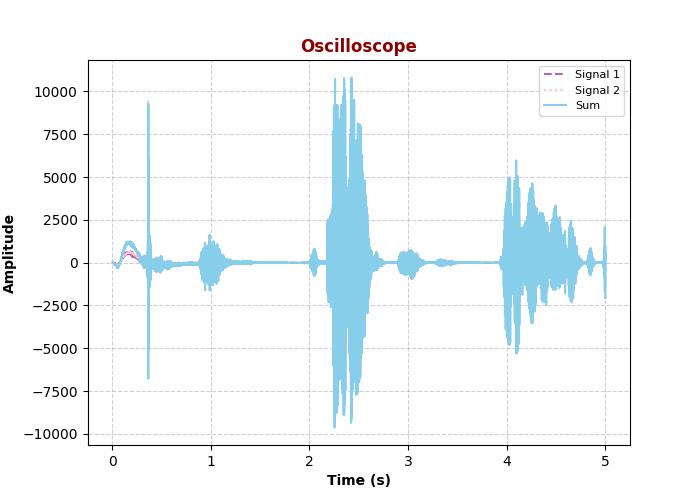 Oscilloscope
Signal 1
Signal 2
Sum
10000
7500
5000
2500
0
−2500
−5000
−7500
−10000
Amplitude
0 1 2 3 4 5
Time (s)